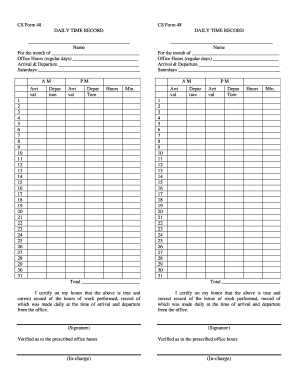 CS Form 48
DAILY TIME RECORD
Name
For the month of
Office Hours (regular days)
Arrival & Departure
Saturdays
A M P M
Arri Depar Arri Depar Hours Min.
val ture val Ture
1
2
3
4
5
6
7
8
9
10
11
12
13
14
15
16
17
18
19
20
21
22
23
24
25
26
27
28
29
30
31
Total
I certify on my honor that the above is true and
correct record of the hours of work performed, record of
which was made daily at the time of arrival and departure
from the office.
(Signature)
Verified as to the prescribed office hours
(In-charge)
CS Form 48
DAILY TIME RECORD
Name
For the month of
Office Hours (regular days)
Arrival & Departure
Saturdays
A M P M
Arri Depar Arri Depar Hours Min.
val ture val Ture
1
2
3
4
5
6
7
8
9
10
11
12
13
14
15
16
17
18
19
20
21
22
23
24
25
26
27
28
29
30
31
Total
I certify on my honor that the above is true and
correct record of the hours of work performed, record of
which was made daily at the time of arrival and departure
from the office.
(Signature)
Verified as to the prescribed office hours
(In-charge)